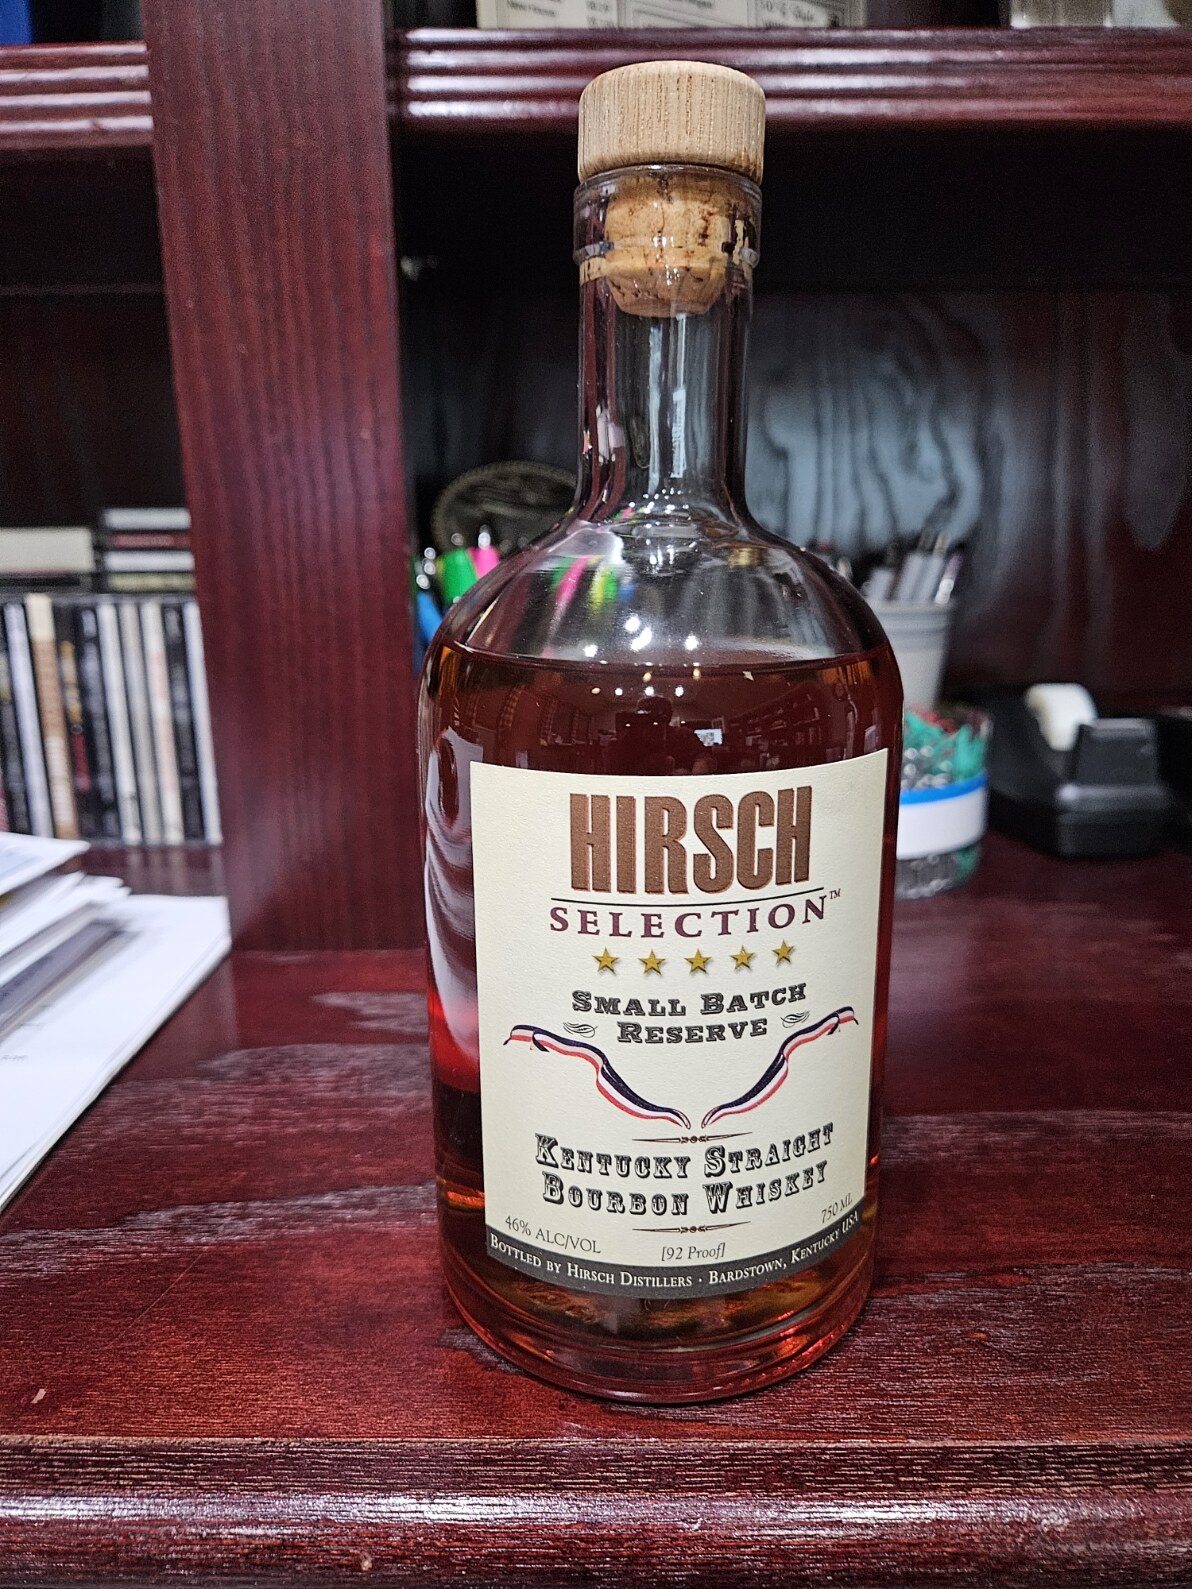 HIRSCH
SELECTION™
SMALL BATCH
RESERVE
KENTUCKY STRAIGHT
BOURBON WHISKEY
46% ALC/VOL [92 Proof] 750 ML
BOTTLED BY HIRSCH DISTILLERS · BARDSTOWN, KENTUCKY USA